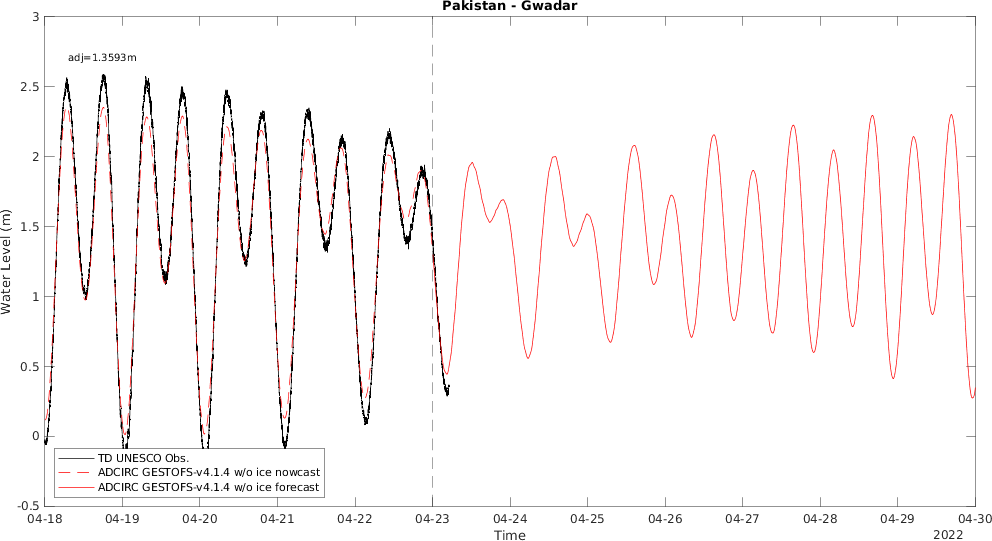 Pakistan - Gwadar
adj=1.3593m
3
2.5
2
1.5
1
0.5
0
-0.5
Water Level (m)
TD UNESCO Obs.
ADCIRC GESTOFS-v4.1.4 w/o ice nowcast
ADCIRC GESTOFS-v4.1.4 w/o ice forecast
04-18 04-19 04-20 04-21 04-22 04-23 04-24 04-25 04-26 04-27 04-28 04-29 04-30
Time
2022